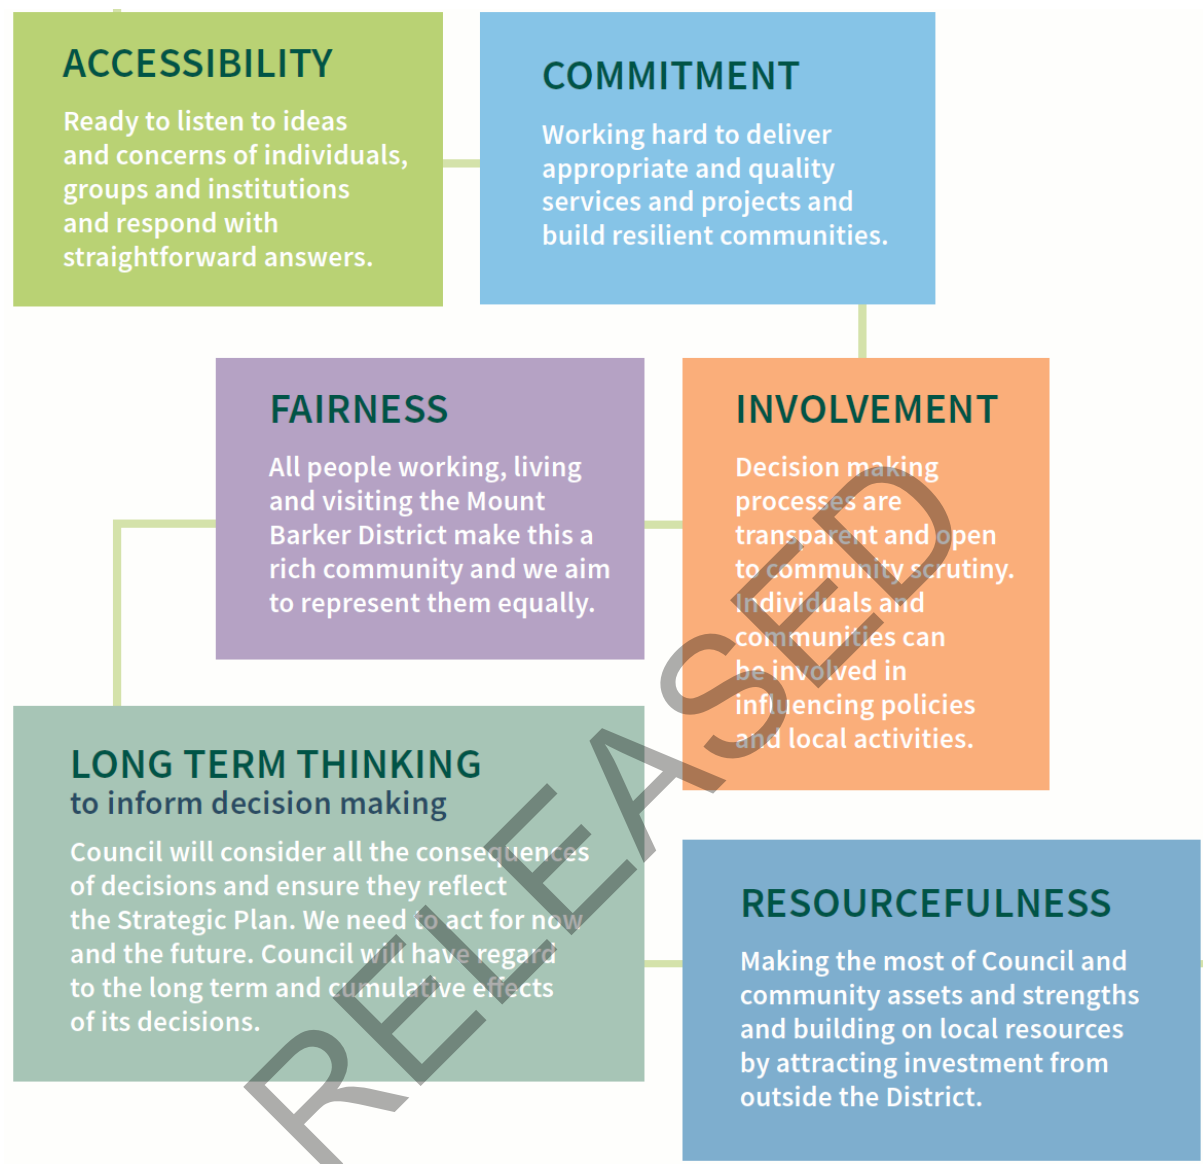 ACCESSIBILITY
Ready to listen to ideas
and concerns of individuals,
groups and institutions
and respond with
straightforward answers.
COMMITMENT
Working hard to deliver
appropriate and quality
services and projects and
build resilient communities.
FAIRNESS
All people working, living
and visiting the Mount
Barker District make this a
rich community and we aim
to represent them equally.
INVOLVEMENT
Decision making
processes are
transparent and open
to community scrutiny.
Individuals and
communities can
be involved in
influencing policies
and local activities.
LONG TERM THINKING
to inform decision making
Council will consider all the consequences
of decisions and ensure they reflect
the Strategic Plan. We need to act for now
and the future. Council will have regard
to the long term and cumulative effects
of its decisions.
RESOURCEFULNESS
Making the most of Council and
community assets and strengths
and building on local resources
by attracting investment from
outside the District.
RELEASED